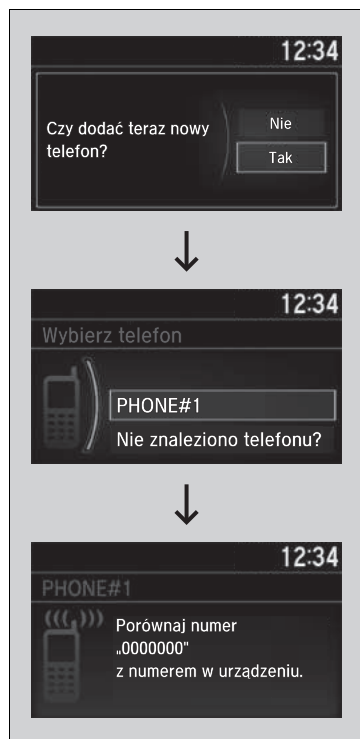 12:34
Czy dodać teraz nowy
telefon?
Nie
Tak
12:34
Wybierz telefon
PHONE#1
Nie znaleziono telefonu?
12:34
PHONE#1
Porównaj numer
„0000000"
z numerem w urządzeniu.